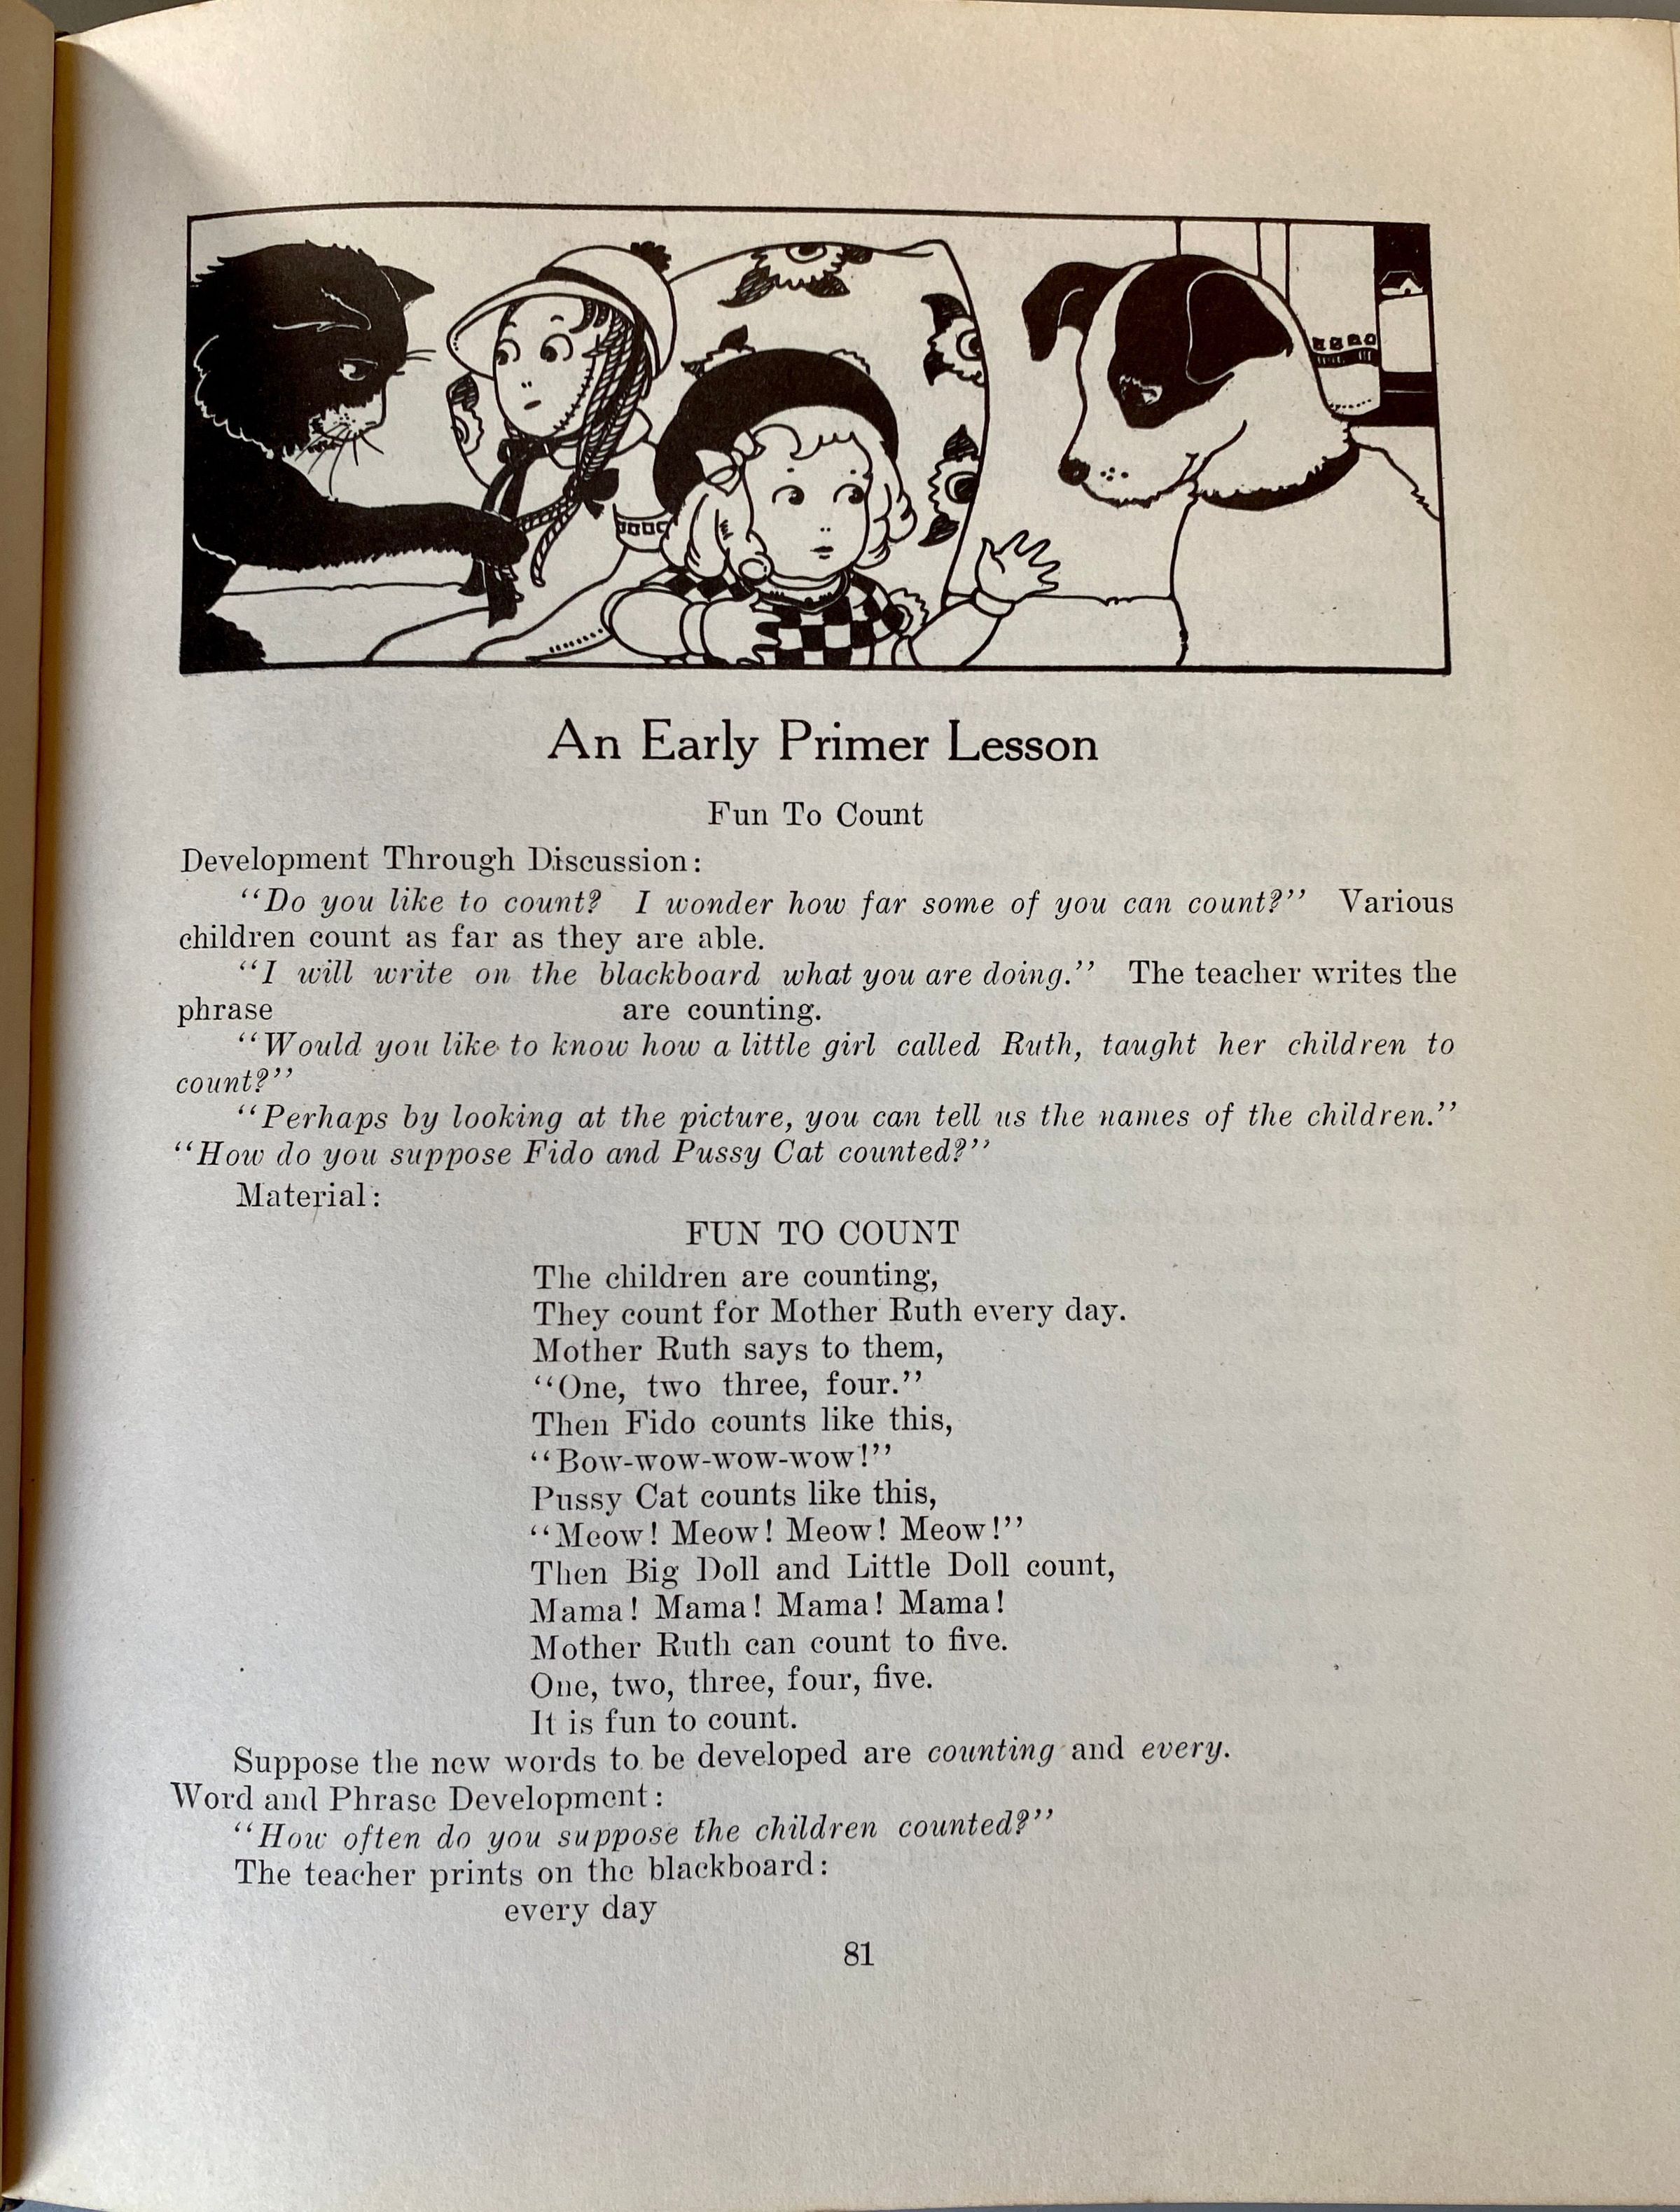 An Early Primer Lesson
Fun To Count
Development Through Discussion:
“Do you like to count? I wonder how far some of you can count?” Various
children count as far as they are able.
“I will write on the blackboard what you are doing.” The teacher writes the
phrase are counting.
“Would you like to know how a little girl called Ruth, taught her children to
count?”
“Perhaps by looking at the picture, you can tell us the names of the children.”
“How do you suppose Fido and Pussy Cat counted?”
Material:
FUN TO COUNT
The children are counting,
They count for Mother Ruth every day.
Mother Ruth says to them,
“One, two three, four.”
Then Fido counts like this,
“Bow-wow-wow-wow!”
Pussy Cat counts like this,
“Meow! Meow! Meow! Meow!”
Then Big Doll and Little Doll count,
Mama! Mama! Mama! Mama!
Mother Ruth can count to five.
One, two, three, four, five.
It is fun to count.
Suppose the new words to be developed are counting and every.
Word and Phrase Development:
“How often do you suppose the children counted?”
The teacher prints on the blackboard:
every day
81